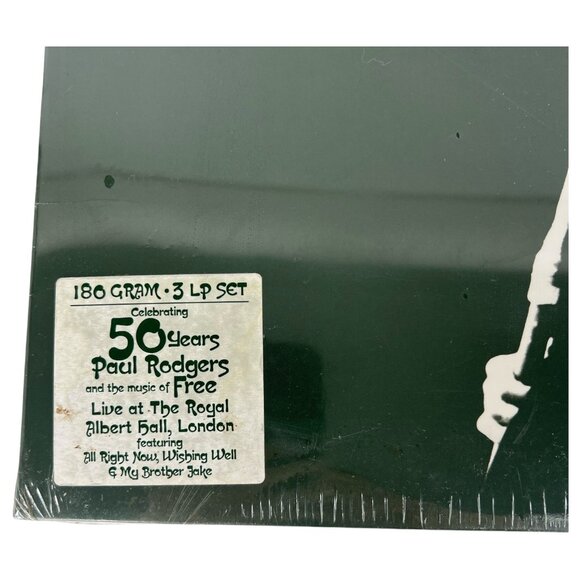 180 GRAM • 3 LP SET
Celebrating
50 Years
Paul Rodgers
and the music of Free
Live at The Royal
Albert Hall, London
featuring
All Right Now, Wishing Well
& My Brother Jake